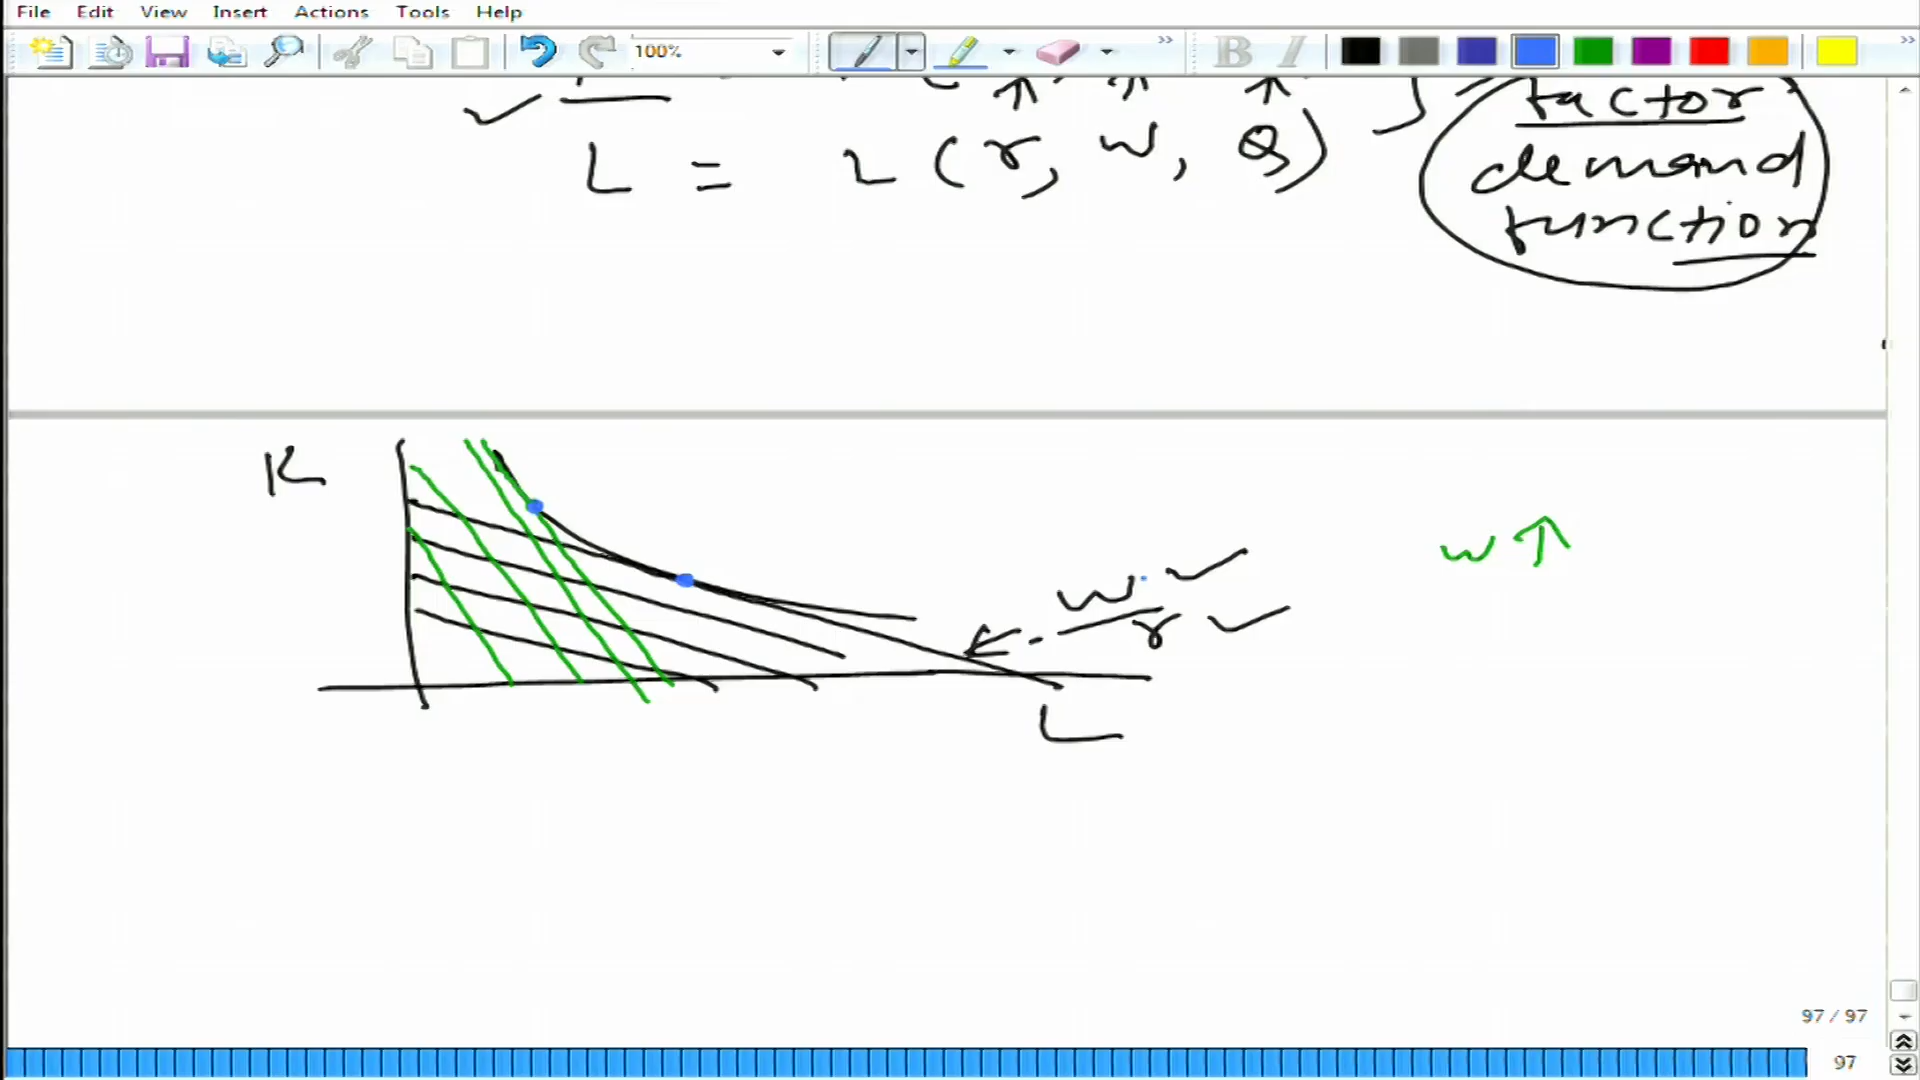 File Edit View Insert Actions Tools Help
100%
B I
factor
L = L (r, w, Q)
demand
function
K
w ↑
w
r
L
97 / 97
97